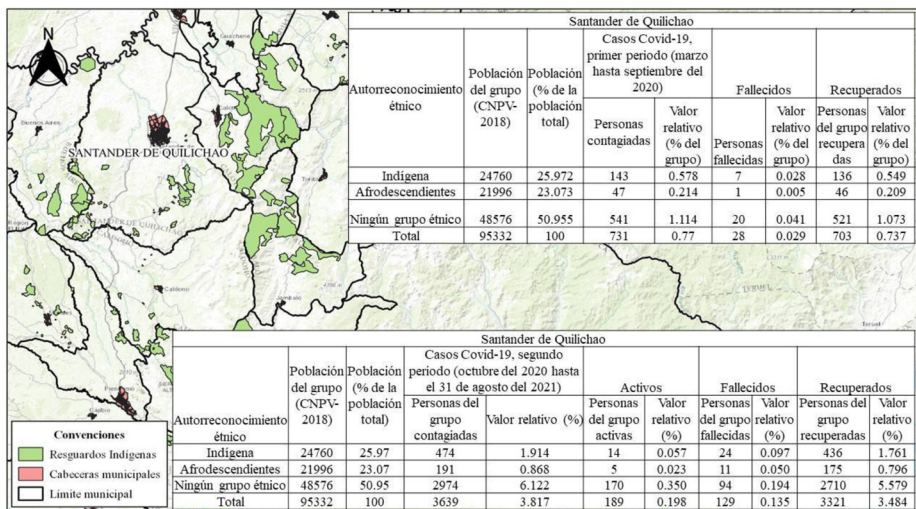 N
SANTANDER DE QUILICHAO
Santander de Quilichao
Autorreconocimiento étnico | Población del grupo (CNPV-2018) | Población (% de la población total) | Casos Covid-19, primer periodo (marzo hasta septiembre del 2020) | Fallecidos | Recuperados
Personas contagiadas | Valor relativo (% del grupo) | Personas fallecidas | Valor relativo (% del grupo) | Personas del grupo recuperadas | Valor relativo (% del grupo)
Indígena 24760 25.972 143 0.578 7 0.028 136 0.549
Afrodescendientes 21996 23.073 47 0.214 1 0.005 46 0.209
Ningún grupo étnico 48576 50.955 541 1.114 20 0.041 521 1.073
Total 95332 100 731 0.77 28 0.029 703 0.737
Santander de Quilichao
Autorreconocimiento étnico | Población del grupo (CNPV-2018) | Población (% de la población total) | Casos Covid-19, segundo periodo (octubre del 2020 hasta el 31 de agosto del 2021) | Activos | Fallecidos | Recuperados
Personas del grupo contagiadas | Valor relativo (%) | Personas del grupo activas | Valor relativo (%) | Personas del grupo fallecidas | Valor relativo (%) | Personas del grupo recuperadas | Valor relativo (%)
Indígena 24760 25.97 474 1.914 14 0.057 24 0.097 436 1.761
Afrodescendientes 21996 23.07 191 0.868 5 0.023 11 0.050 175 0.796
Ningún grupo étnico 48576 50.95 2974 6.122 170 0.350 94 0.194 2710 5.579
Total 95332 100 3639 3.817 189 0.198 129 0.135 3321 3.484
Convenciones
Resguardos Indígenas
Cabeceras municipales
Límite municipal